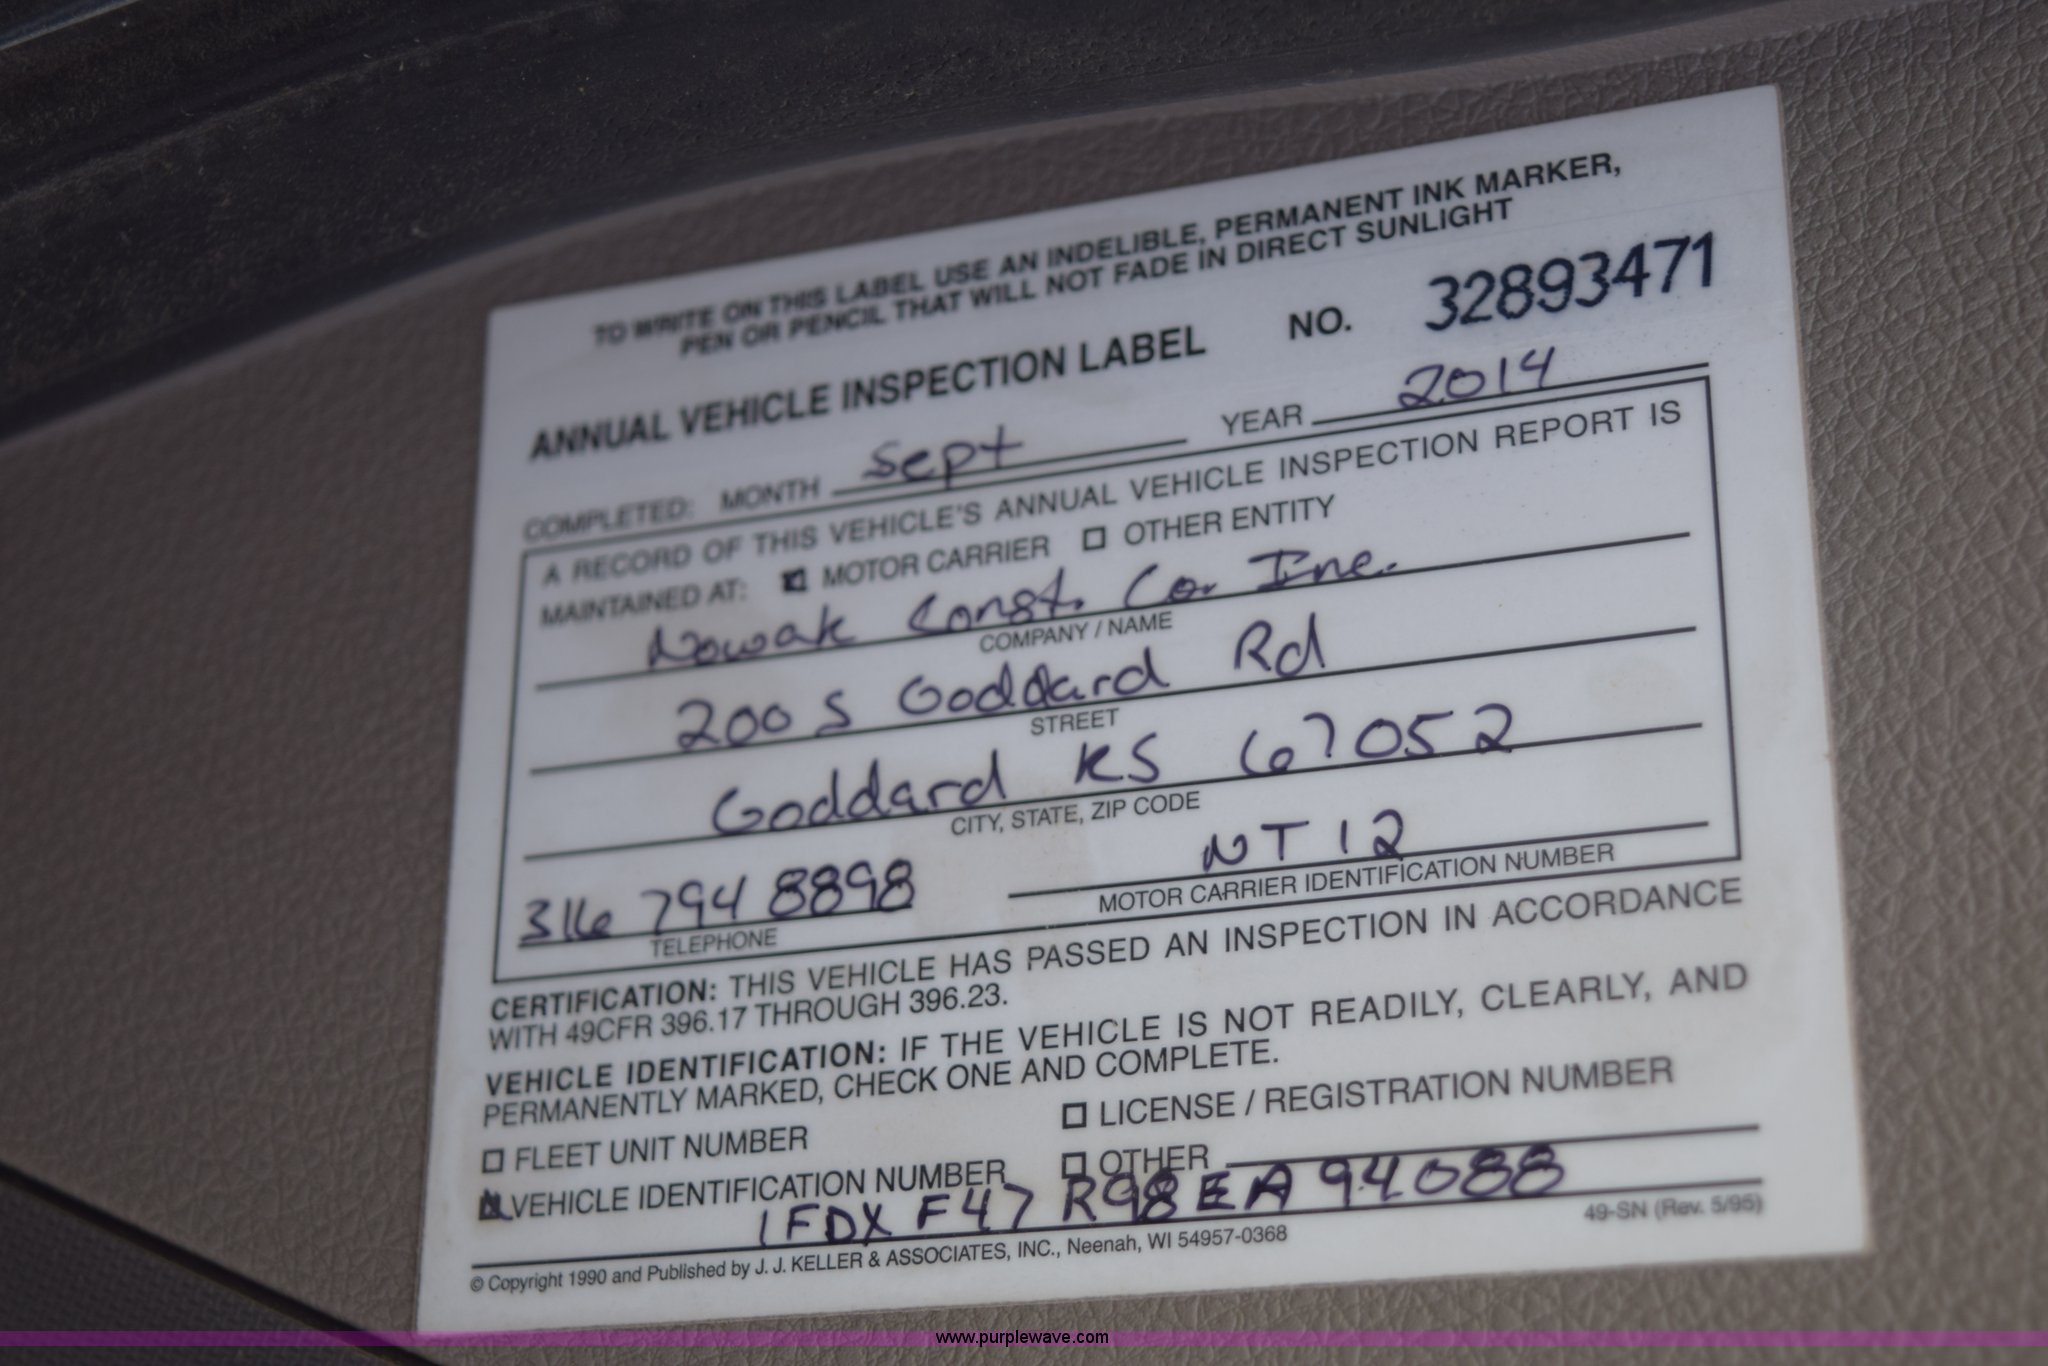 TO WRITE ON THIS LABEL USE AN INDELIBLE, PERMANENT INK MARKER,
PEN OR PENCIL THAT WILL NOT FADE IN DIRECT SUNLIGHT
ANNUAL VEHICLE INSPECTION LABEL NO. 32893471
COMPLETED: MONTH Sept YEAR 2014
A RECORD OF THIS VEHICLE'S ANNUAL VEHICLE INSPECTION REPORT IS
MAINTAINED AT: MOTOR CARRIER OTHER ENTITY
Nowak Const. Co. Inc.
COMPANY / NAME
200 S Goddard Rd
STREET
Goddard KS 67052
CITY, STATE, ZIP CODE
316 794 8898 NT 12
TELEPHONE MOTOR CARRIER IDENTIFICATION NUMBER
CERTIFICATION: THIS VEHICLE HAS PASSED AN INSPECTION IN ACCORDANCE
WITH 49CFR 396.17 THROUGH 396.23.
VEHICLE IDENTIFICATION: IF THE VEHICLE IS NOT READILY, CLEARLY, AND
PERMANENTLY MARKED, CHECK ONE AND COMPLETE.
FLEET UNIT NUMBER LICENSE / REGISTRATION NUMBER
VEHICLE IDENTIFICATION NUMBER OTHER
1FDX F47 R98EA94088
© Copyright 1990 and Published by J. J. KELLER & ASSOCIATES, INC., Neenah, WI 54957-0368 49-SN (Rev. 5/95)
www.purplewave.com